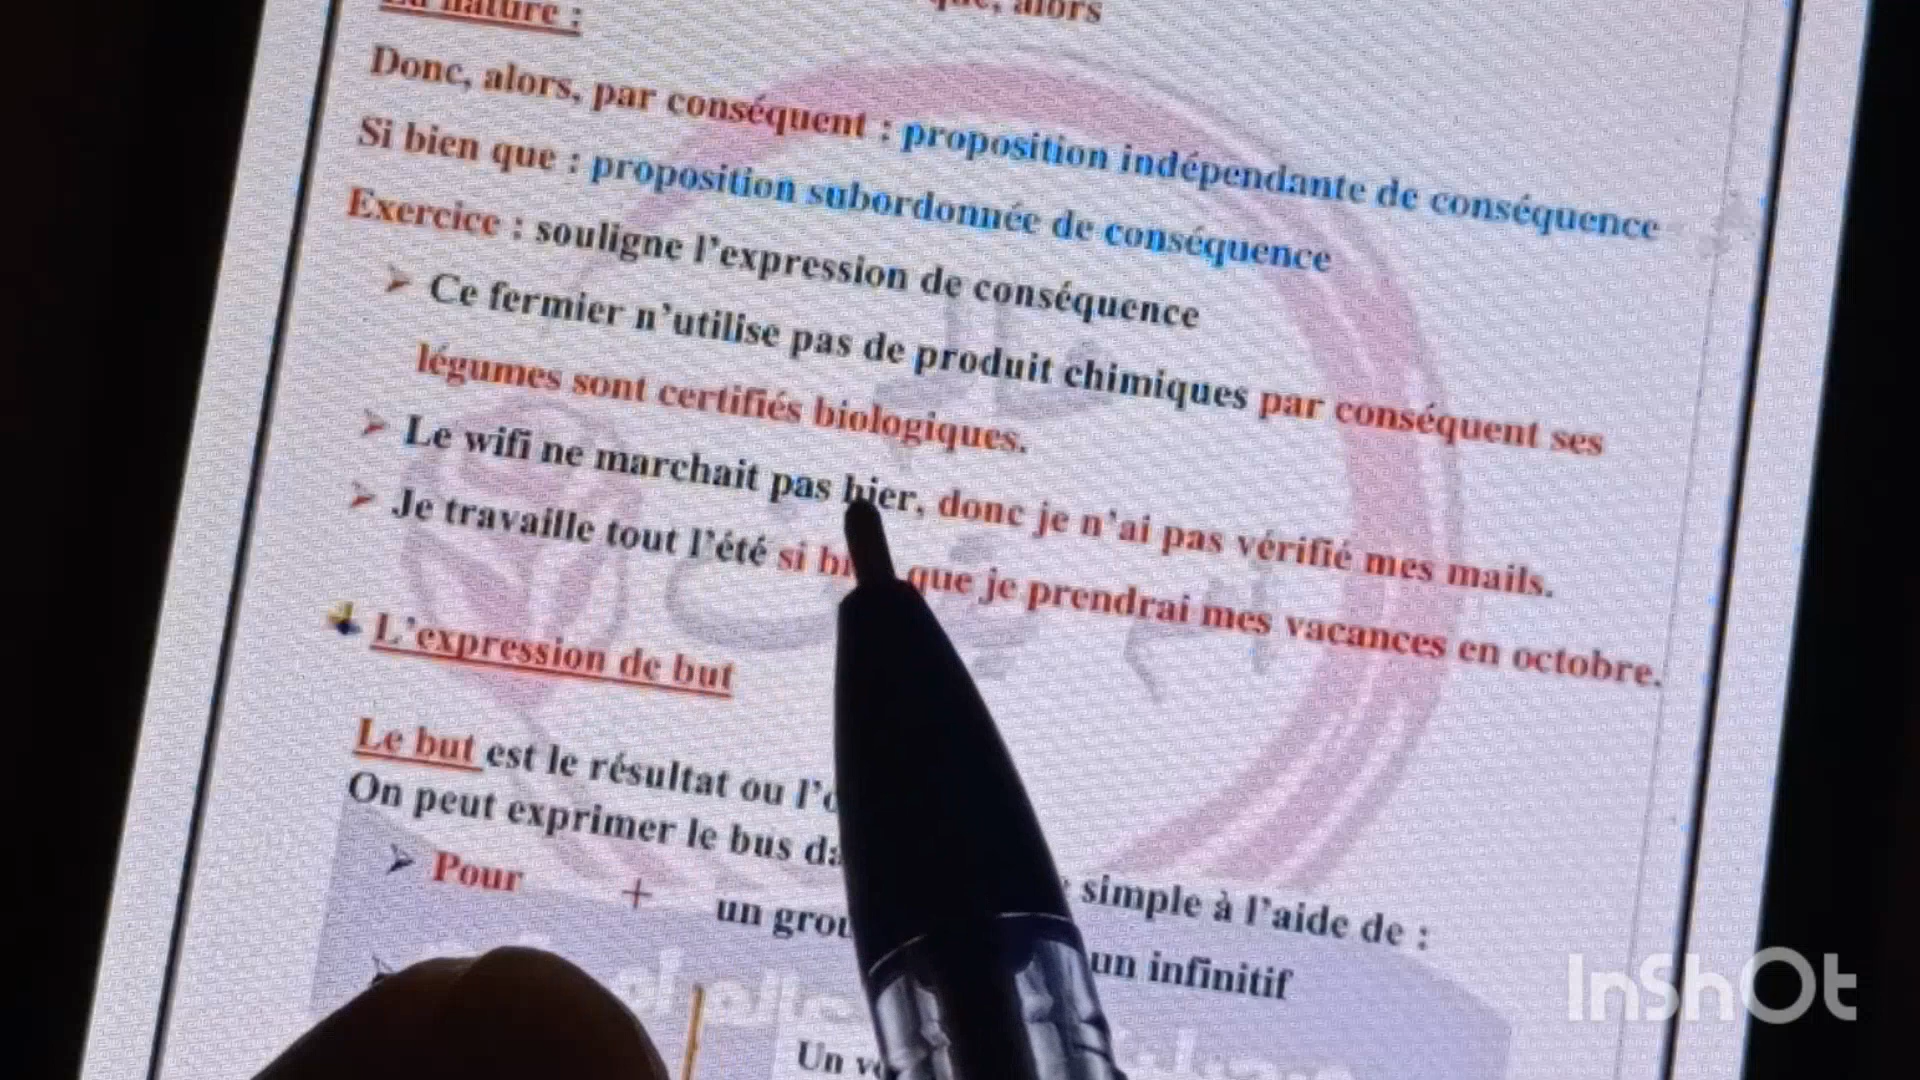 La nature :
alors
Donc, alors, par conséquent : proposition indépendante de conséquence
Si bien que : proposition subordonnée de conséquence
Exercice : souligne l'expression de conséquence
Ce fermier n'utilise pas de produit chimiques par conséquent ses
légumes sont certifiés biologiques.
Le wifi ne marchait pas hier, donc je n'ai pas vérifié mes mails.
Je travaille tout l'été si que je prendrai mes vacances en octobre.
L'expression de but
Le but est le résultat ou
On peut exprimer le bus simple à l'aide de :
Pour + un un infinitif
Un
InShOt